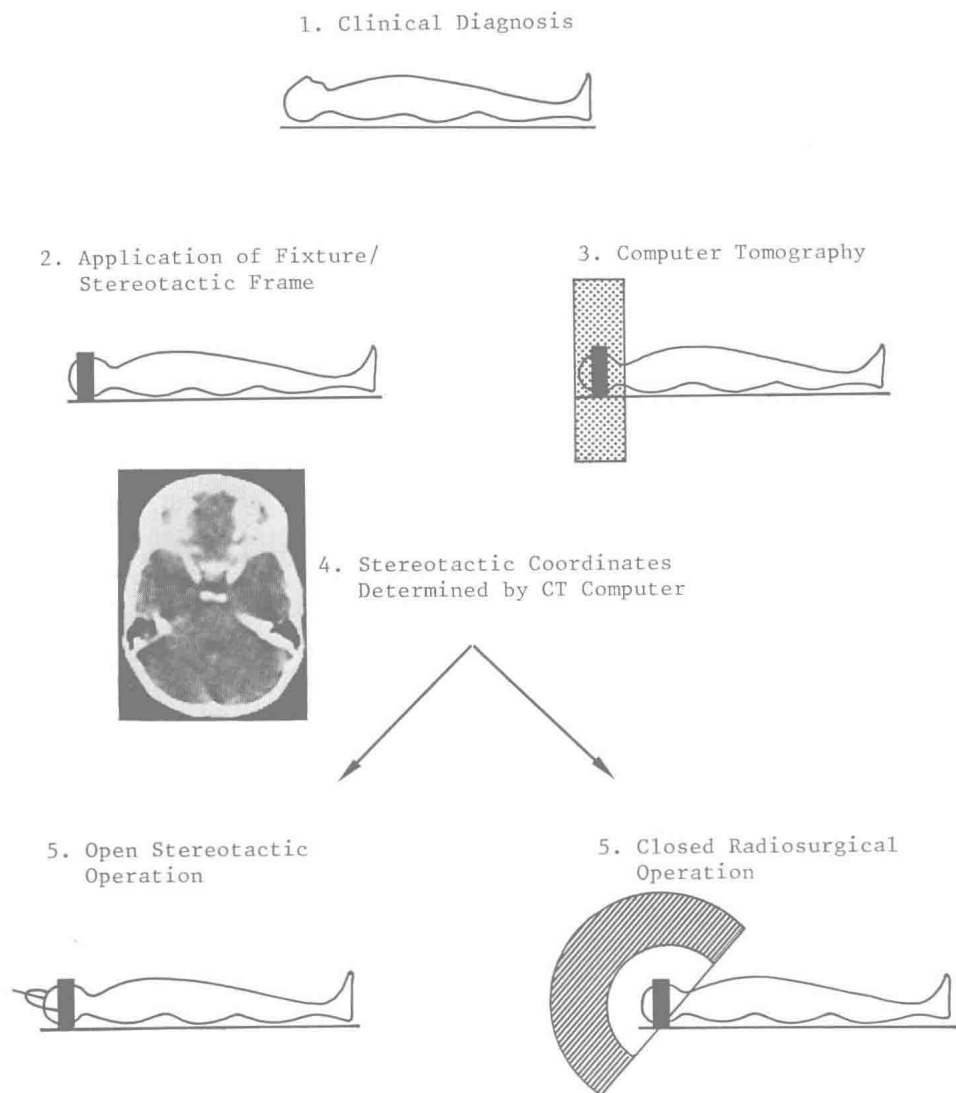 1. Clinical Diagnosis
2. Application of Fixture/
Stereotactic Frame
3. Computer Tomography
4. Stereotactic Coordinates
Determined by CT Computer
5. Open Stereotactic
Operation
5. Closed Radiosurgical
Operation